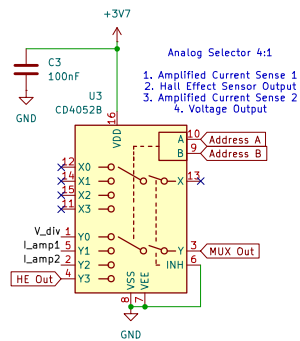 +3V7
Analog Selector 4:1
C3
100nF
1. Amplified Current Sense 1
2. Hall Effect Sensor Output
3. Amplified Current Sense 2
4. Voltage Output
GND
U3
CD4052B
16
VDD
A 10 Address A
B 9 Address B
12 X0
14 X1
15 X2
11 X3
X 13
V_div 1 Y0
I_amp1 5 Y1
I_amp2 2 Y2
HE Out 4 Y3
Y 3 MUX Out
INH 6
VSS VEE
8 7
GND